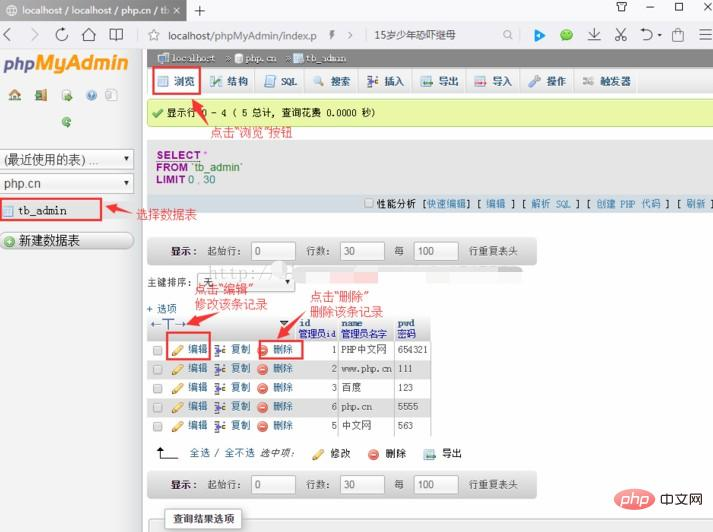 localhost / localhost / php.cn / tb_
localhost/phpMyAdmin/index.p
15岁少年恐吓继母
phpMyAdmin
localhost » php.cn » tb_admin
浏览 结构 SQL 搜索 插入 导出 导入 操作 触发器
显示行 0 - 4 ( 5 总计, 查询花费 0.0000 秒)
点击“浏览”按钮
(最近使用的表) ...
php.cn
tb_admin
选择数据表
新建数据表
SELECT *
FROM `tb_admin`
LIMIT 0 , 30
性能分析 [快速编辑] [ 编辑 ] [ 解析 SQL ] [ 创建 PHP 代码 ] [ 刷新 ]
显示: 起始行: 0 行数: 30 每 100 行重复表头
http://
主键排序: 无
点击“编辑”
修改该条记录
点击“删除”
删除该条记录
+ 选项
←T→ id name pwd
管理员id 管理员名字 密码
编辑 复制 删除 1 PHP中文网 654321
编辑 复制 删除 2 www.php.cn 111
编辑 复制 删除 3 百度 123
编辑 复制 删除 6 php.cn 5555
编辑 复制 删除 5 中文网 563
全选 / 全不选 选中项: 修改 删除 导出
显示: 起始行: 0 行数: 30 每 100 行重复表头
php 中文网
查询结果选项